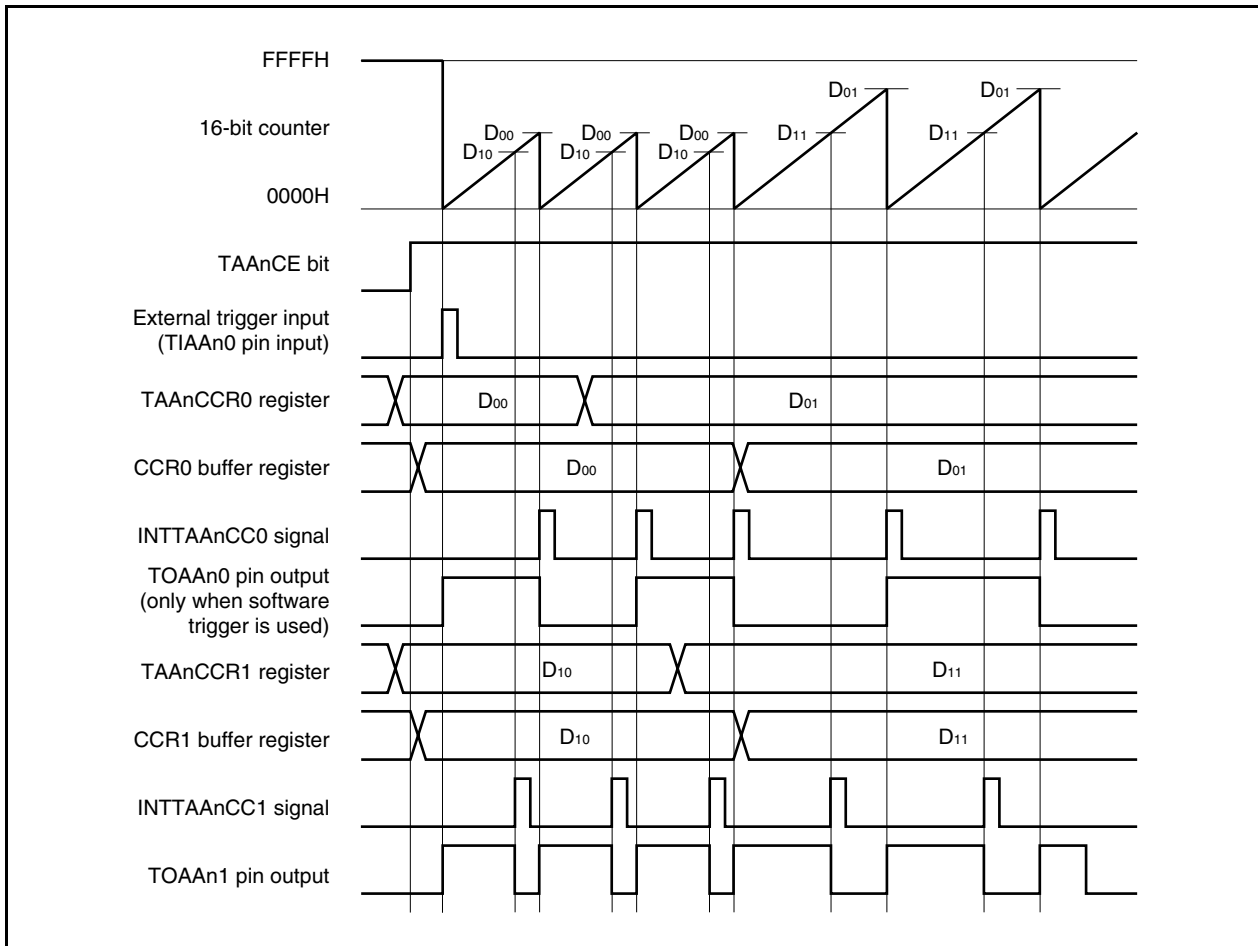 FFFFH
16-bit counter
0000H
D00 D00 D00 D01 D01
D10 D10 D10 D11 D11
TAAnCE bit
External trigger input
(TIAAn0 pin input)
TAAnCCR0 register
D00 D01
CCR0 buffer register
D00 D01
INTTAAnCC0 signal
TOAAn0 pin output
(only when software
trigger is used)
TAAnCCR1 register
D10 D11
CCR1 buffer register
D10 D11
INTTAAnCC1 signal
TOAAn1 pin output